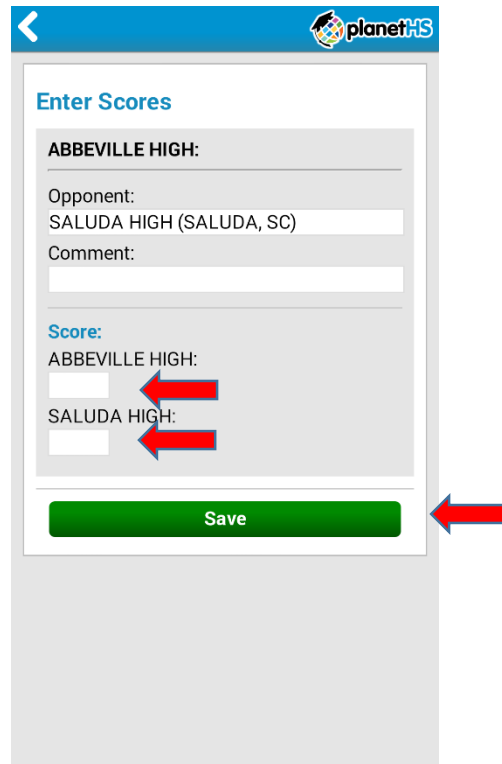 planetHS
Enter Scores
ABBEVILLE HIGH:
Opponent:
SALUDA HIGH (SALUDA, SC)
Comment:
Score:
ABBEVILLE HIGH:
SALUDA HIGH:
Save